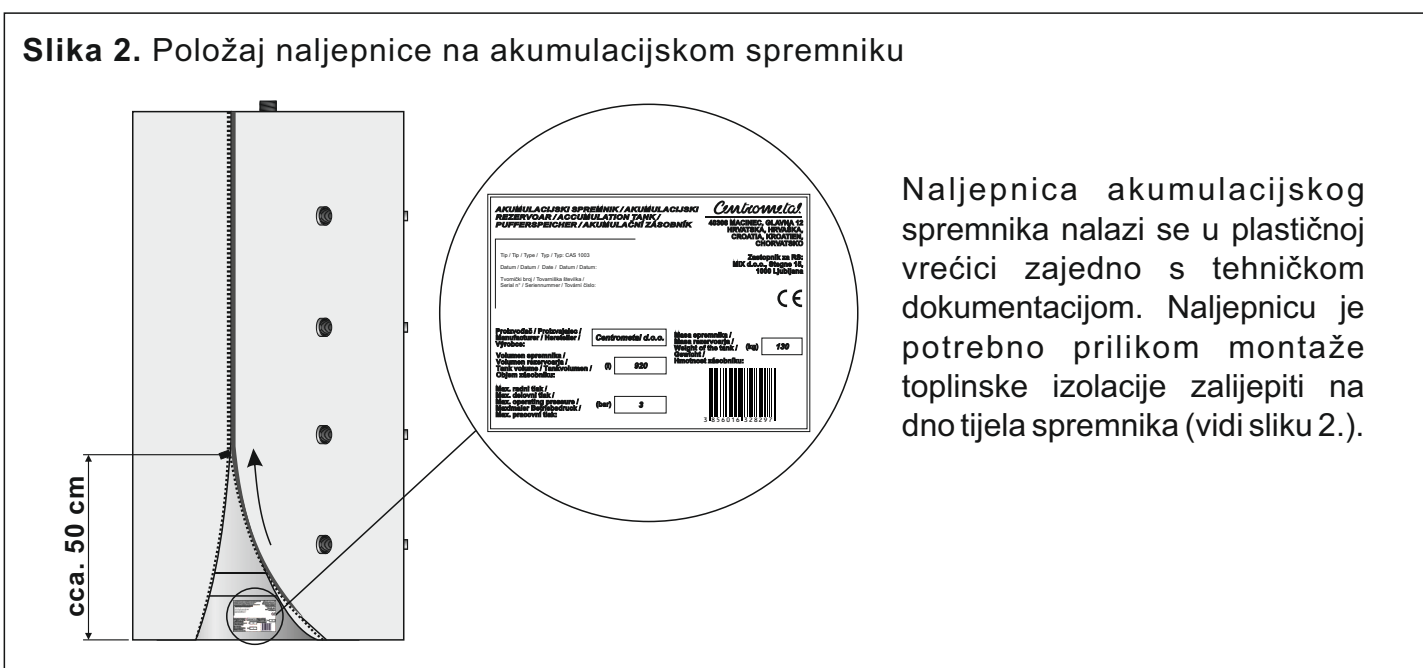 Slika 2. Položaj naljepnice na akumulacijskom spremniku
cca. 50 cm
AKUMULACIJSKI SPREMNIK / AKUMULACIJSKI
REZERVOAR / ACCUMULATION TANK /
PUFFERSPEICHER / AKUMULAČNÍ ZÁSOBNÍK
Centrometal
40306 MACINEC, GLAVNA 12
HRVATSKA, HRVAŠKA,
CROATIA, KROATIEN,
CHORVATSKO
Zastopnik za RS:
MIX d.o.o., Stegne 15,
1000 Ljubljana
CE
Tip / Tip / Type / Typ / Typ: CAS 1003
Datum / Datum / Date / Datum / Datum:
Tvornički broj / Tovarniška številka /
Serial n° / Seriennummer / Tovární číslo:
Proizvođač / Proizvajalec /
Manufacturer / Hersteller /
Výrobce:
Centrometal d.o.o.
Volumen spremnika /
Volumen rezervoarja /
Tank volume / Tankvolumen /
Objem zásobníku:
(l) 920
Max. radni tlak /
Max. delovni tlak /
Max. operating pressure /
Maximaler Betriebsdruck /
Max. pracovní tlak:
(bar) 3
Masa spremnika /
Masa rezervoarja /
Weight of the tank /
Gewicht /
Hmotnost zásobníku:
(kg) 130
3 856016 328297
Naljepnica akumulacijskog
spremnika nalazi se u plastičnoj
vrećici zajedno s tehničkom
dokumentacijom. Naljepnicu je
potrebno prilikom montaže
toplinske izolacije zalijepiti na
dno tijela spremnika (vidi sliku 2.).